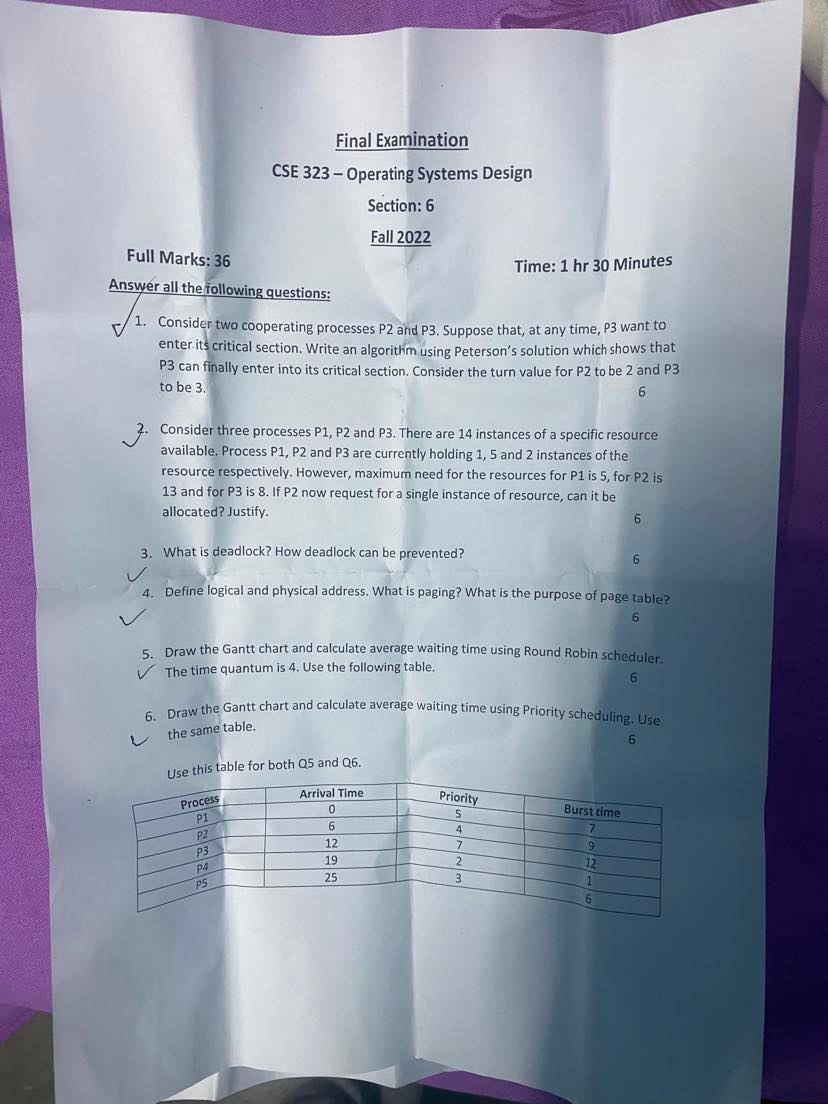 Final Examination
CSE 323 – Operating Systems Design
Section: 6
Fall 2022
Full Marks: 36
Time: 1 hr 30 Minutes
Answer all the following questions:
1. Consider two cooperating processes P2 and P3. Suppose that, at any time, P3 want to
enter its critical section. Write an algorithm using Peterson's solution which shows that
P3 can finally enter into its critical section. Consider the turn value for P2 to be 2 and P3
to be 3.
6
2. Consider three processes P1, P2 and P3. There are 14 instances of a specific resource
available. Process P1, P2 and P3 are currently holding 1, 5 and 2 instances of the
resource respectively. However, maximum need for the resources for P1 is 5, for P2 is
13 and for P3 is 8. If P2 now request for a single instance of resource, can it be
allocated? Justify.
6
3. What is deadlock? How deadlock can be prevented?
6
4. Define logical and physical address. What is paging? What is the purpose of page table?
6
5. Draw the Gantt chart and calculate average waiting time using Round Robin scheduler.
The time quantum is 4. Use the following table.
6
6. Draw the Gantt chart and calculate average waiting time using Priority scheduling. Use
the same table.
6
Use this table for both Q5 and Q6.
Process Arrival Time Priority Burst time
P1 0 5 7
P2 6 4 9
P3 12 7 12
P4 19 2 1
P5 25 3 6